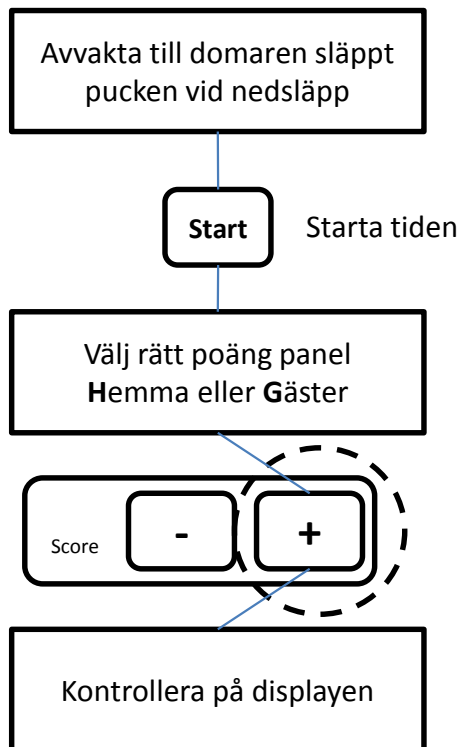 Avvakta till domaren släppt
pucken vid nedsläpp
Start Starta tiden
Välj rätt poäng panel
Hemma eller Gäster
Score - +
Kontrollera på displayen